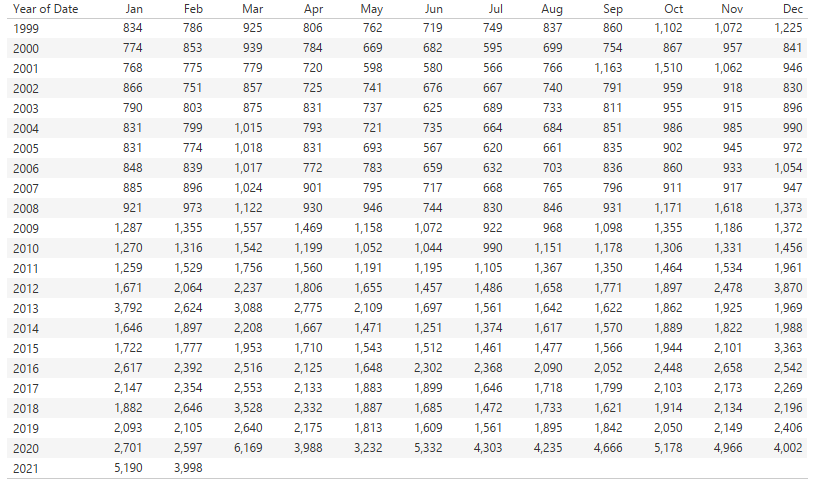 Year of Date Jan Feb Mar Apr May Jun Jul Aug Sep Oct Nov Dec
1999 834 786 925 806 762 719 749 837 860 1,102 1,072 1,225
2000 774 853 939 784 669 682 595 699 754 867 957 841
2001 768 775 779 720 598 580 566 766 1,163 1,510 1,062 946
2002 866 751 857 725 741 676 667 740 791 959 918 830
2003 790 803 875 831 737 625 689 733 811 955 915 896
2004 831 799 1,015 793 721 735 664 684 851 986 985 990
2005 831 774 1,018 831 693 567 620 661 835 902 945 972
2006 848 839 1,017 772 783 659 632 703 836 860 933 1,054
2007 885 896 1,024 901 795 717 668 765 796 911 917 947
2008 921 973 1,122 930 946 744 830 846 931 1,171 1,618 1,373
2009 1,287 1,355 1,557 1,469 1,158 1,072 922 968 1,098 1,355 1,186 1,372
2010 1,270 1,316 1,542 1,199 1,052 1,044 990 1,151 1,178 1,306 1,331 1,456
2011 1,259 1,529 1,756 1,560 1,191 1,195 1,105 1,367 1,350 1,464 1,534 1,961
2012 1,671 2,064 2,237 1,806 1,655 1,457 1,486 1,658 1,771 1,897 2,478 3,870
2013 3,792 2,624 3,088 2,775 2,109 1,697 1,561 1,642 1,622 1,862 1,925 1,969
2014 1,646 1,897 2,208 1,667 1,471 1,251 1,374 1,617 1,570 1,889 1,822 1,988
2015 1,722 1,777 1,953 1,710 1,543 1,512 1,461 1,477 1,566 1,944 2,101 3,363
2016 2,617 2,392 2,516 2,125 1,648 2,302 2,368 2,090 2,052 2,448 2,658 2,542
2017 2,147 2,354 2,553 2,133 1,883 1,899 1,646 1,718 1,799 2,103 2,173 2,269
2018 1,882 2,646 3,528 2,332 1,887 1,685 1,472 1,733 1,621 1,914 2,134 2,196
2019 2,093 2,105 2,640 2,175 1,813 1,609 1,561 1,895 1,842 2,050 2,149 2,406
2020 2,701 2,597 6,169 3,988 3,232 5,332 4,303 4,235 4,666 5,178 4,966 4,002
2021 5,190 3,998